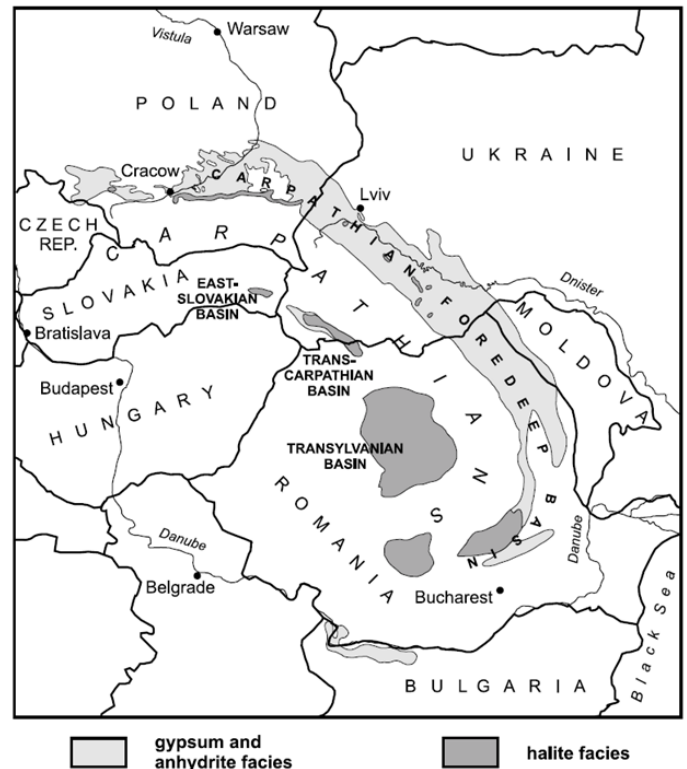 Warsaw
Vistula
POLAND
UKRAINE
Cracow
CARPATHIAN FOREDEEP BASIN
Lviv
CZECH
REP.
CARPATHIANS
SLOVAKIA
EAST-
SLOVAKIAN
BASIN
Dnister
MOLDOVA
Bratislava
TRANS-
CARPATHIAN
BASIN
Budapest
HUNGARY
TRANSYLVANIAN
BASIN
ROMANIA
Danube
Danube
Belgrade
Bucharest
Black Sea
BULGARIA
gypsum and
anhydrite facies
halite facies